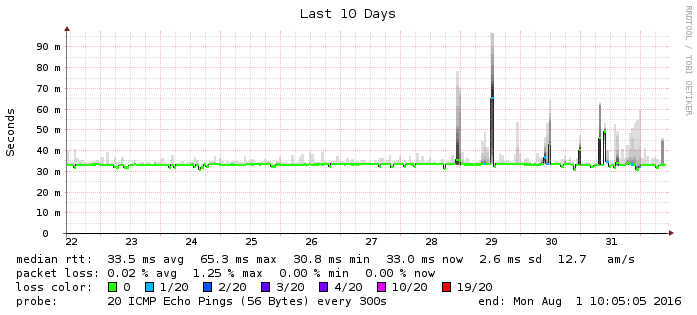 Last 10 Days
RRDTOOL / TOBI OETIKER
Seconds
90 m
80 m
70 m
60 m
50 m
40 m
30 m
20 m
10 m
0
22 23 24 25 26 27 28 29 30 31
median rtt: 33.5 ms avg 65.3 ms max 30.8 ms min 33.0 ms now 2.6 ms sd 12.7 am/s
packet loss: 0.02 % avg 1.25 % max 0.00 % min 0.00 % now
loss color: 0 1/20 2/20 3/20 4/20 10/20 19/20
probe: 20 ICMP Echo Pings (56 Bytes) every 300s end: Mon Aug 1 10:05:05 2016